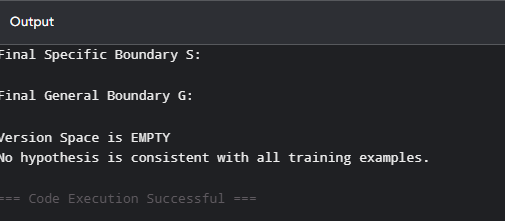 Output
Final Specific Boundary S:
Final General Boundary G:
Version Space is EMPTY
No hypothesis is consistent with all training examples.
=== Code Execution Successful ===